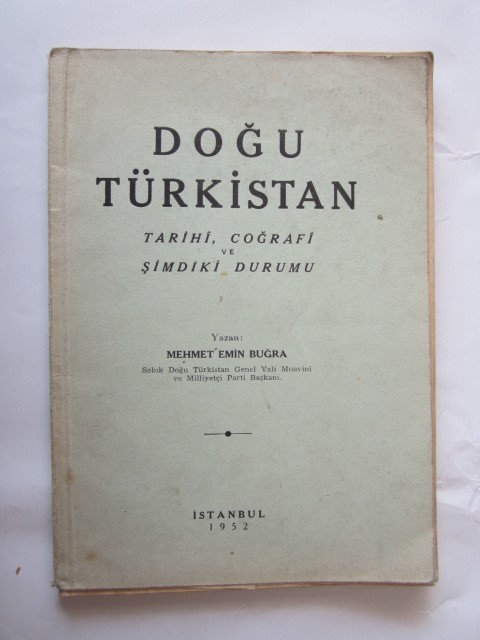 DOĞU
TÜRKİSTAN
TARİHİ, COĞRAFİ
VE
ŞİMDİKİ DURUMU
Yazan:
MEHMET EMİN BUĞRA
Sabık Doğu Türkistan Genel Vali Muavini
ve Milliyetçi Parti Başkanı.
İSTANBUL
1952